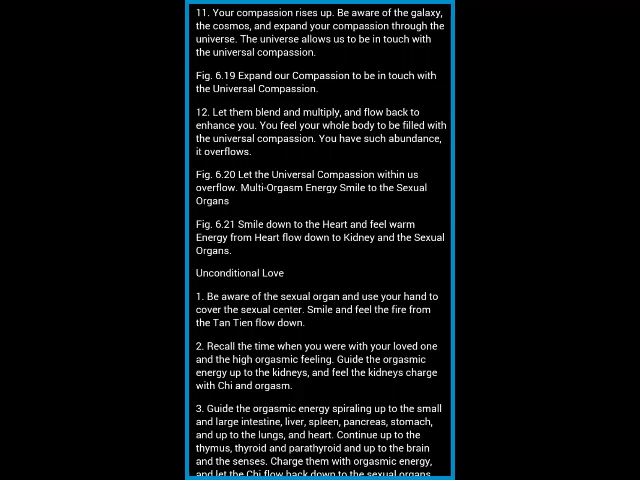 11. Your compassion rises up. Be aware of the galaxy,
the cosmos, and expand your compassion through the
universe. The universe allows us to be in touch with
the universal compassion.
Fig. 6.19 Expand our Compassion to be in touch with
the Universal Compassion.
12. Let them blend and multiply, and flow back to
enhance you. You feel your whole body to be filled with
the universal compassion. You have such abundance,
it overflows.
Fig. 6.20 Let the Universal Compassion within us
overflow. Multi-Orgasm Energy Smile to the Sexual
Organs
Fig. 6.21 Smile down to the Heart and feel warm
Energy from Heart flow down to Kidney and the Sexual
Organs.
Unconditional Love
1. Be aware of the sexual organ and use your hand to
cover the sexual center. Smile and feel the fire from
the Tan Tien flow down.
2. Recall the time when you were with your loved one
and the high orgasmic feeling. Guide the orgasmic
energy up to the kidneys, and feel the kidneys charge
with Chi and orgasm.
3. Guide the orgasmic energy spiraling up to the small
and large intestine, liver, spleen, pancreas, stomach,
and up to the lungs, and heart. Continue up to the
thymus, thyroid and parathyroid and up to the brain
and the senses. Charge them with orgasmic energy,
and let the Chi flow back down to the sexual organs